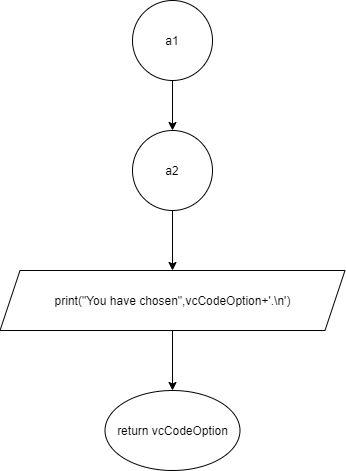 a1
a2
print("You have chosen",vcCodeOption+'.\n')
return vcCodeOption